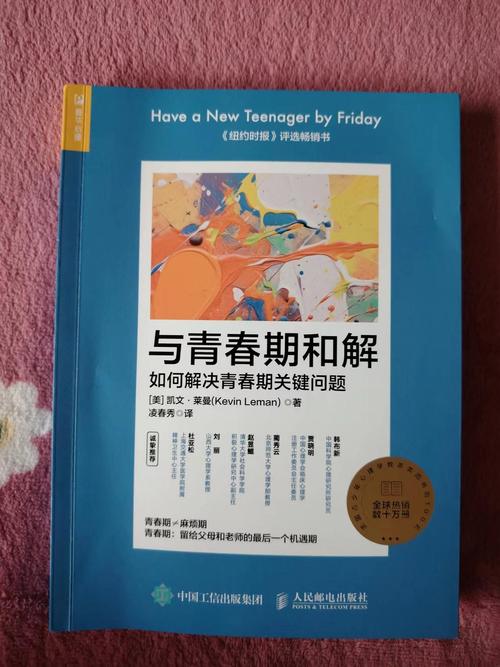 Have a New Teenager by Friday
《纽约时报》评选畅销书
与青春期和解
如何解决青春期关键问题
[美] 凯文·莱曼(Kevin Leman) 著
凌春秀 译
诚挚推荐
韩布新
中国科学院心理研究所研究员
贾晓明
中国心理学会临床心理学
注册工作委员会主任委员
蔺秀云
北京师范大学心理学部教授
赵昱鲲
清华大学社会科学学院
积极心理学研究中心副主任
刘丽
山西大学心理学系教授
杜亚松
上海交通大学医学院附属
精神卫生中心主任
青春期≠麻烦期
青春期：留给父母和老师的最后一个机遇期
全球热销
数十万册
中国工信出版集团
人民邮电出版社
POSTS & TELECOM PRESS